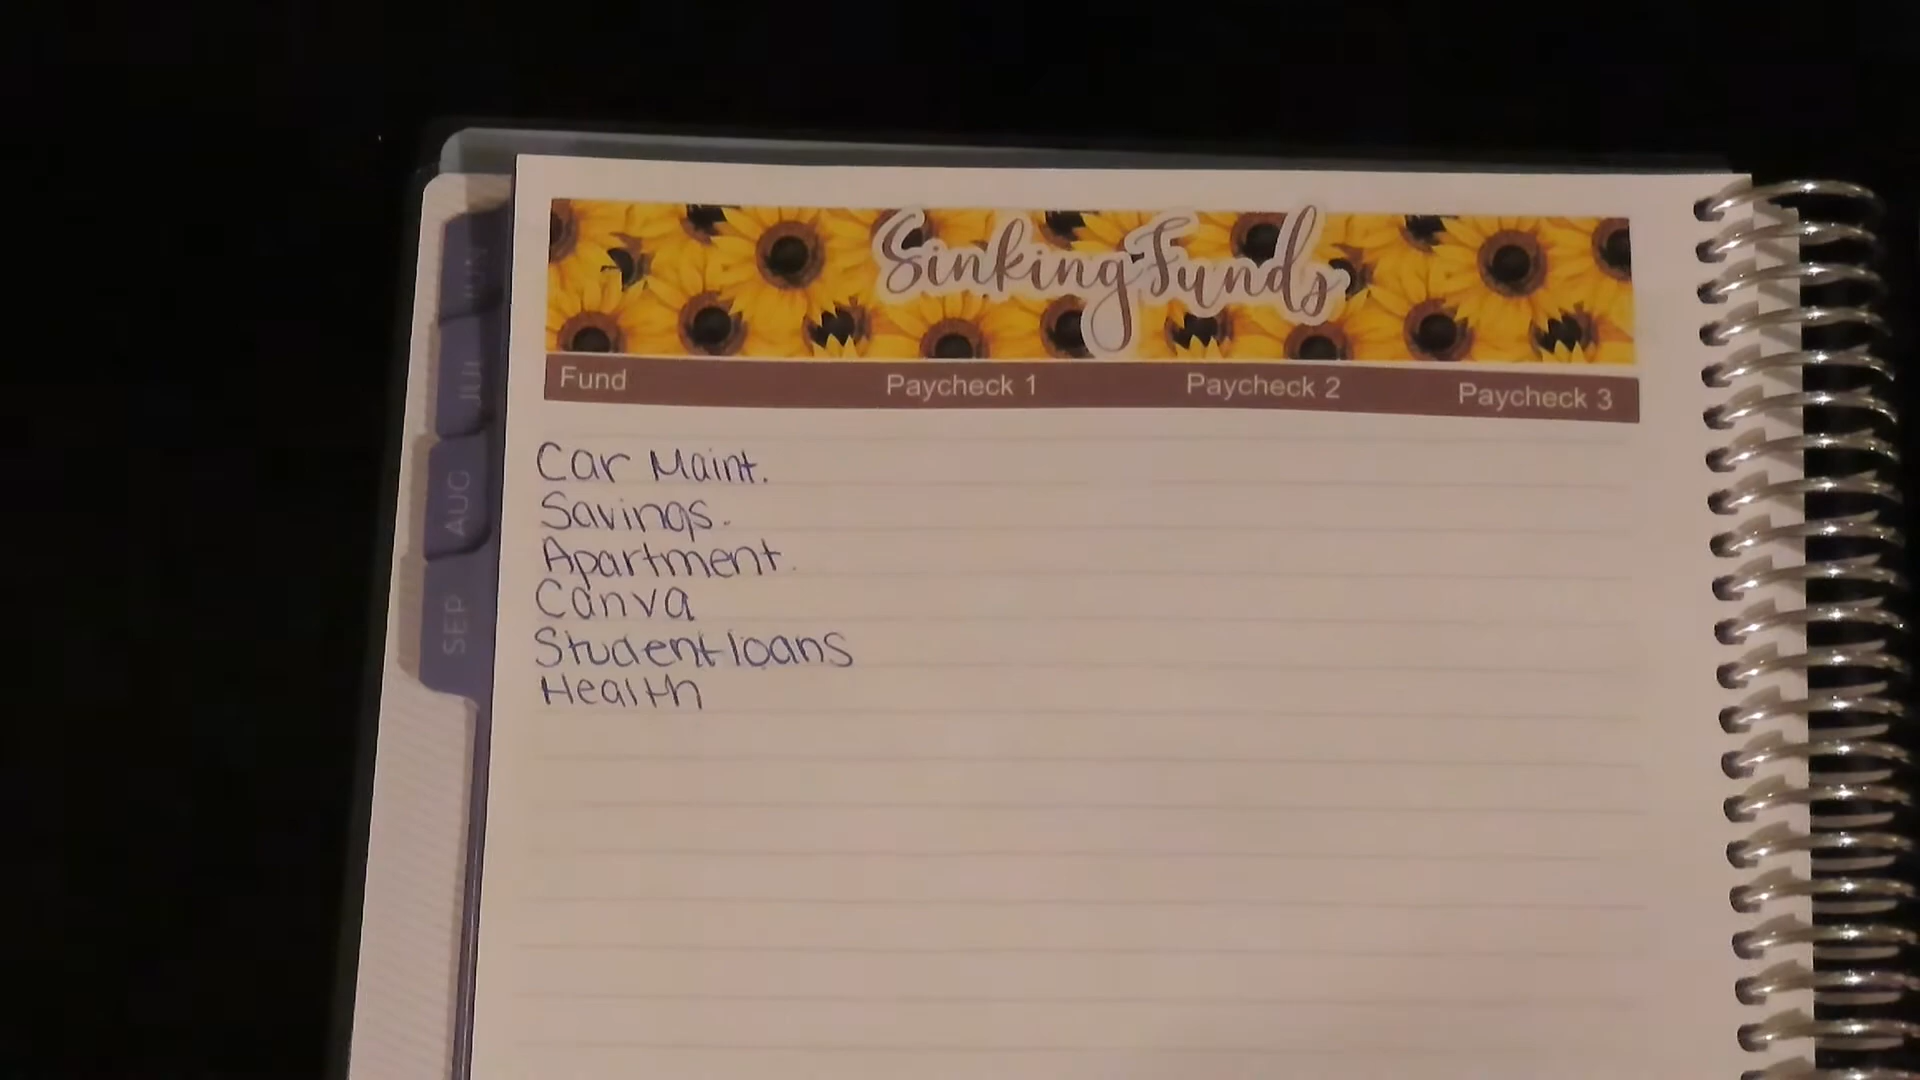 Sinking Funds
Fund Paycheck 1 Paycheck 2 Paycheck 3
Car Maint.
Savings.
Apartment.
Canva
Student loans
Health
JUN
JUL
AUG
SEP